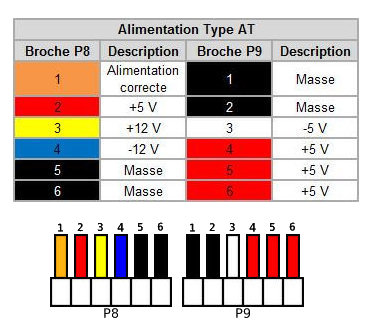 Alimentation Type AT
Broche P8 Description Broche P9 Description
1 Alimentation correcte 1 Masse
2 +5 V 2 Masse
3 +12 V 3 -5 V
4 -12 V 4 +5 V
5 Masse 5 +5 V
6 Masse 6 +5 V
1 2 3 4 5 6 1 2 3 4 5 6
P8 P9